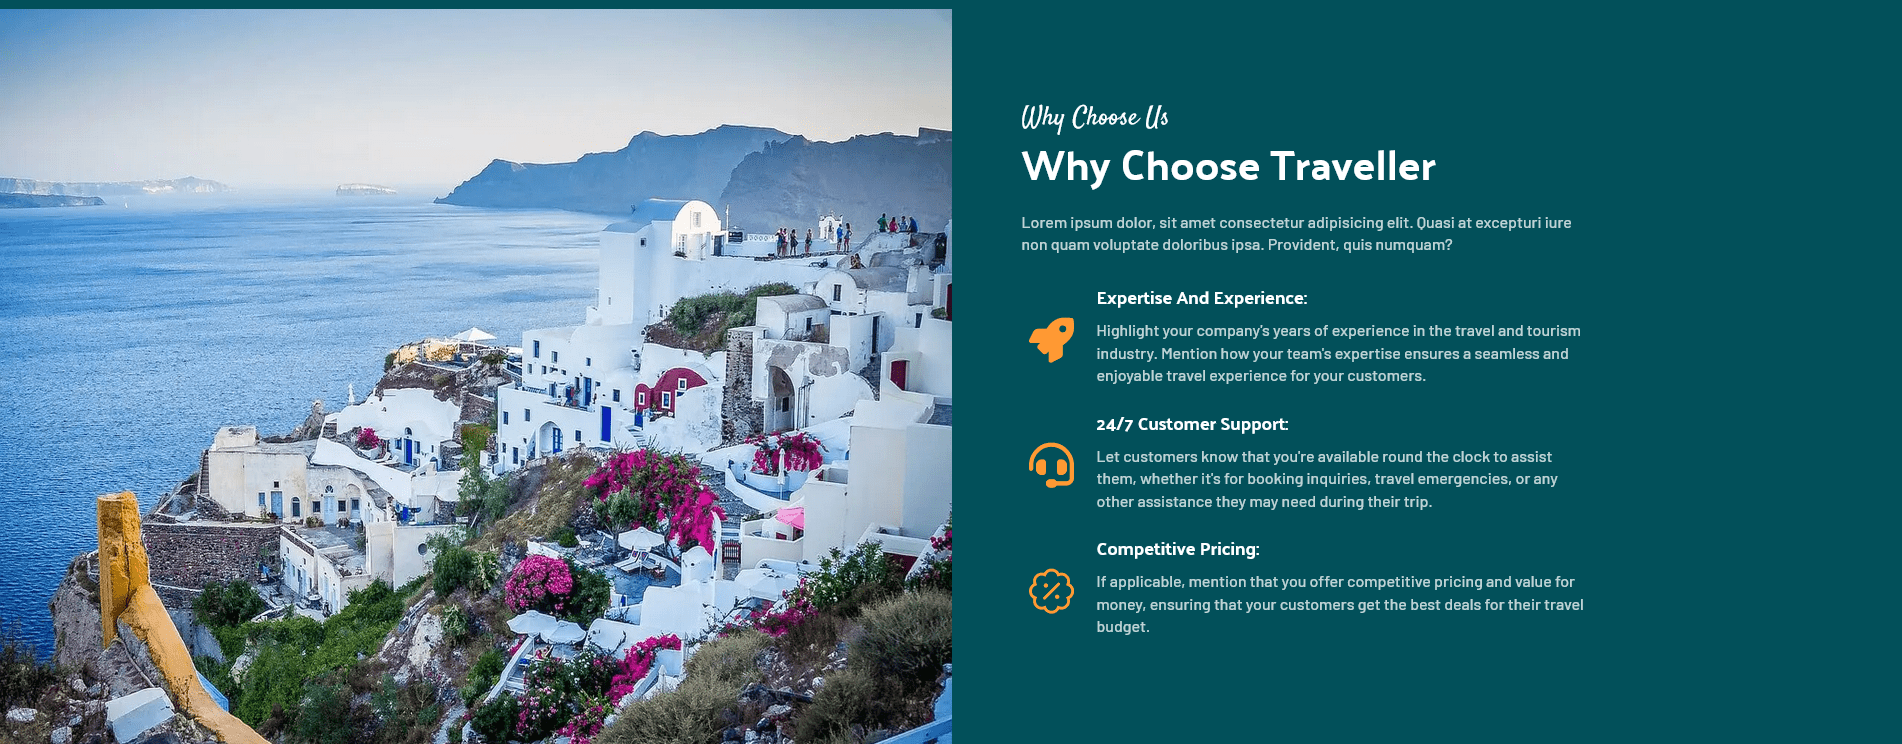 Why Choose Us
Why Choose Traveller
Lorem ipsum dolor, sit amet consectetur adipisicing elit. Quasi at excepturi iure
non quam voluptate doloribus ipsa. Provident, quis numquam?
Expertise And Experience:
Highlight your company's years of experience in the travel and tourism
industry. Mention how your team's expertise ensures a seamless and
enjoyable travel experience for your customers.
24/7 Customer Support:
Let customers know that you're available round the clock to assist
them, whether it's for booking inquiries, travel emergencies, or any
other assistance they may need during their trip.
Competitive Pricing:
If applicable, mention that you offer competitive pricing and value for
money, ensuring that your customers get the best deals for their travel
budget.